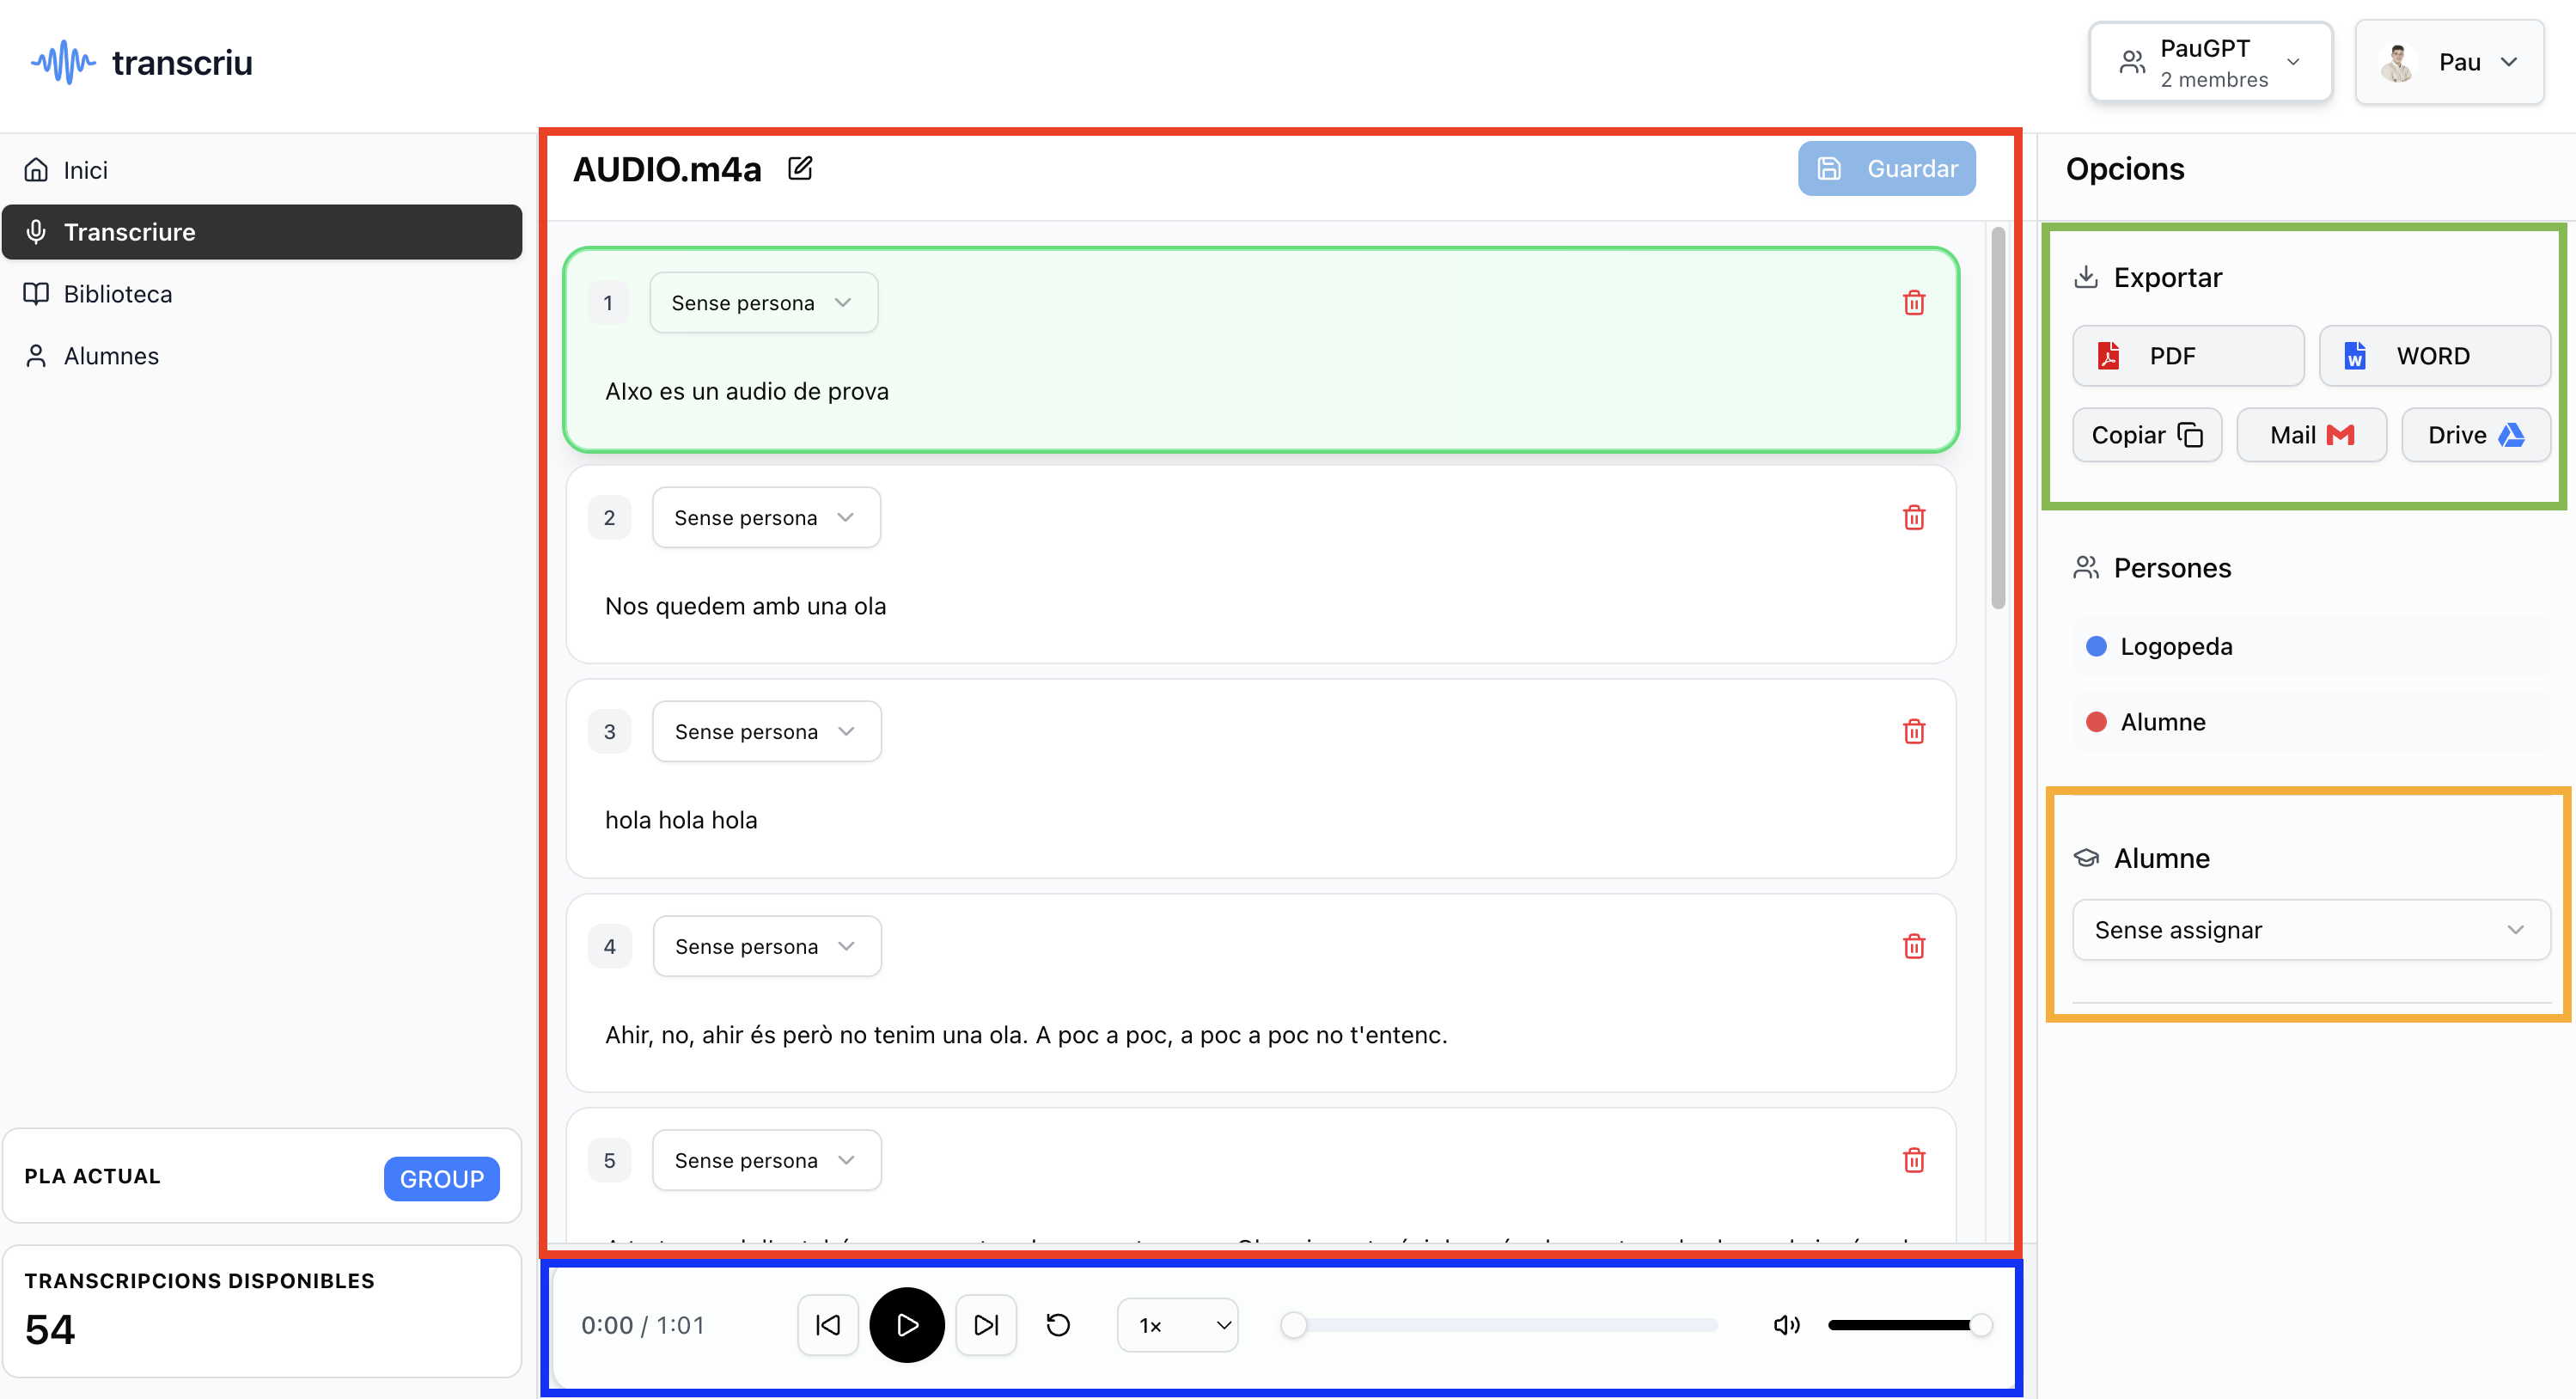 transcriu
PauGPT
2 membres
Pau
Inici
Transcriure
Biblioteca
Alumnes
PLA ACTUAL
GROUP
TRANSCRIPCIONS DISPONIBLES
54
AUDIO.m4a
Guardar
1
Sense persona
AIxo es un audio de prova
2
Sense persona
Nos quedem amb una ola
3
Sense persona
hola hola hola
4
Sense persona
Ahir, no, ahir és però no tenim una ola. A poc a poc, a poc a poc no t'entenc.
5
Sense persona
0:00 / 1:01
1×
Opcions
Exportar
PDF
WORD
Copiar
Mail
Drive
Persones
Logopeda
Alumne
Alumne
Sense assignar